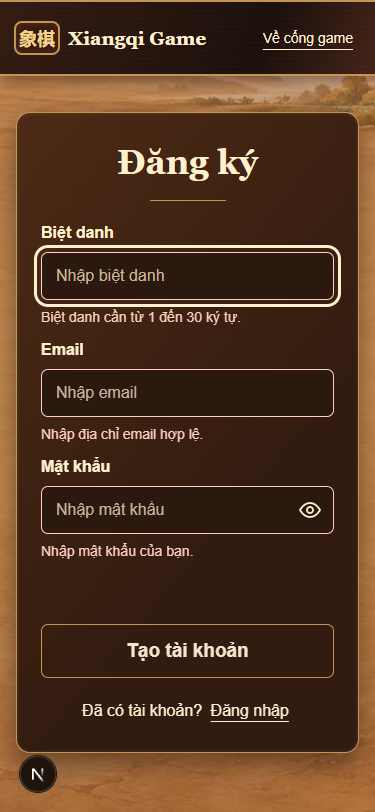 象棋 Xiangqi Game
Về cổng game
Đăng ký
Biệt danh
Nhập biệt danh
Biệt danh cần từ 1 đến 30 ký tự.
Email
Nhập email
Nhập địa chỉ email hợp lệ.
Mật khẩu
Nhập mật khẩu
Nhập mật khẩu của bạn.
Tạo tài khoản
Đã có tài khoản? Đăng nhập
N